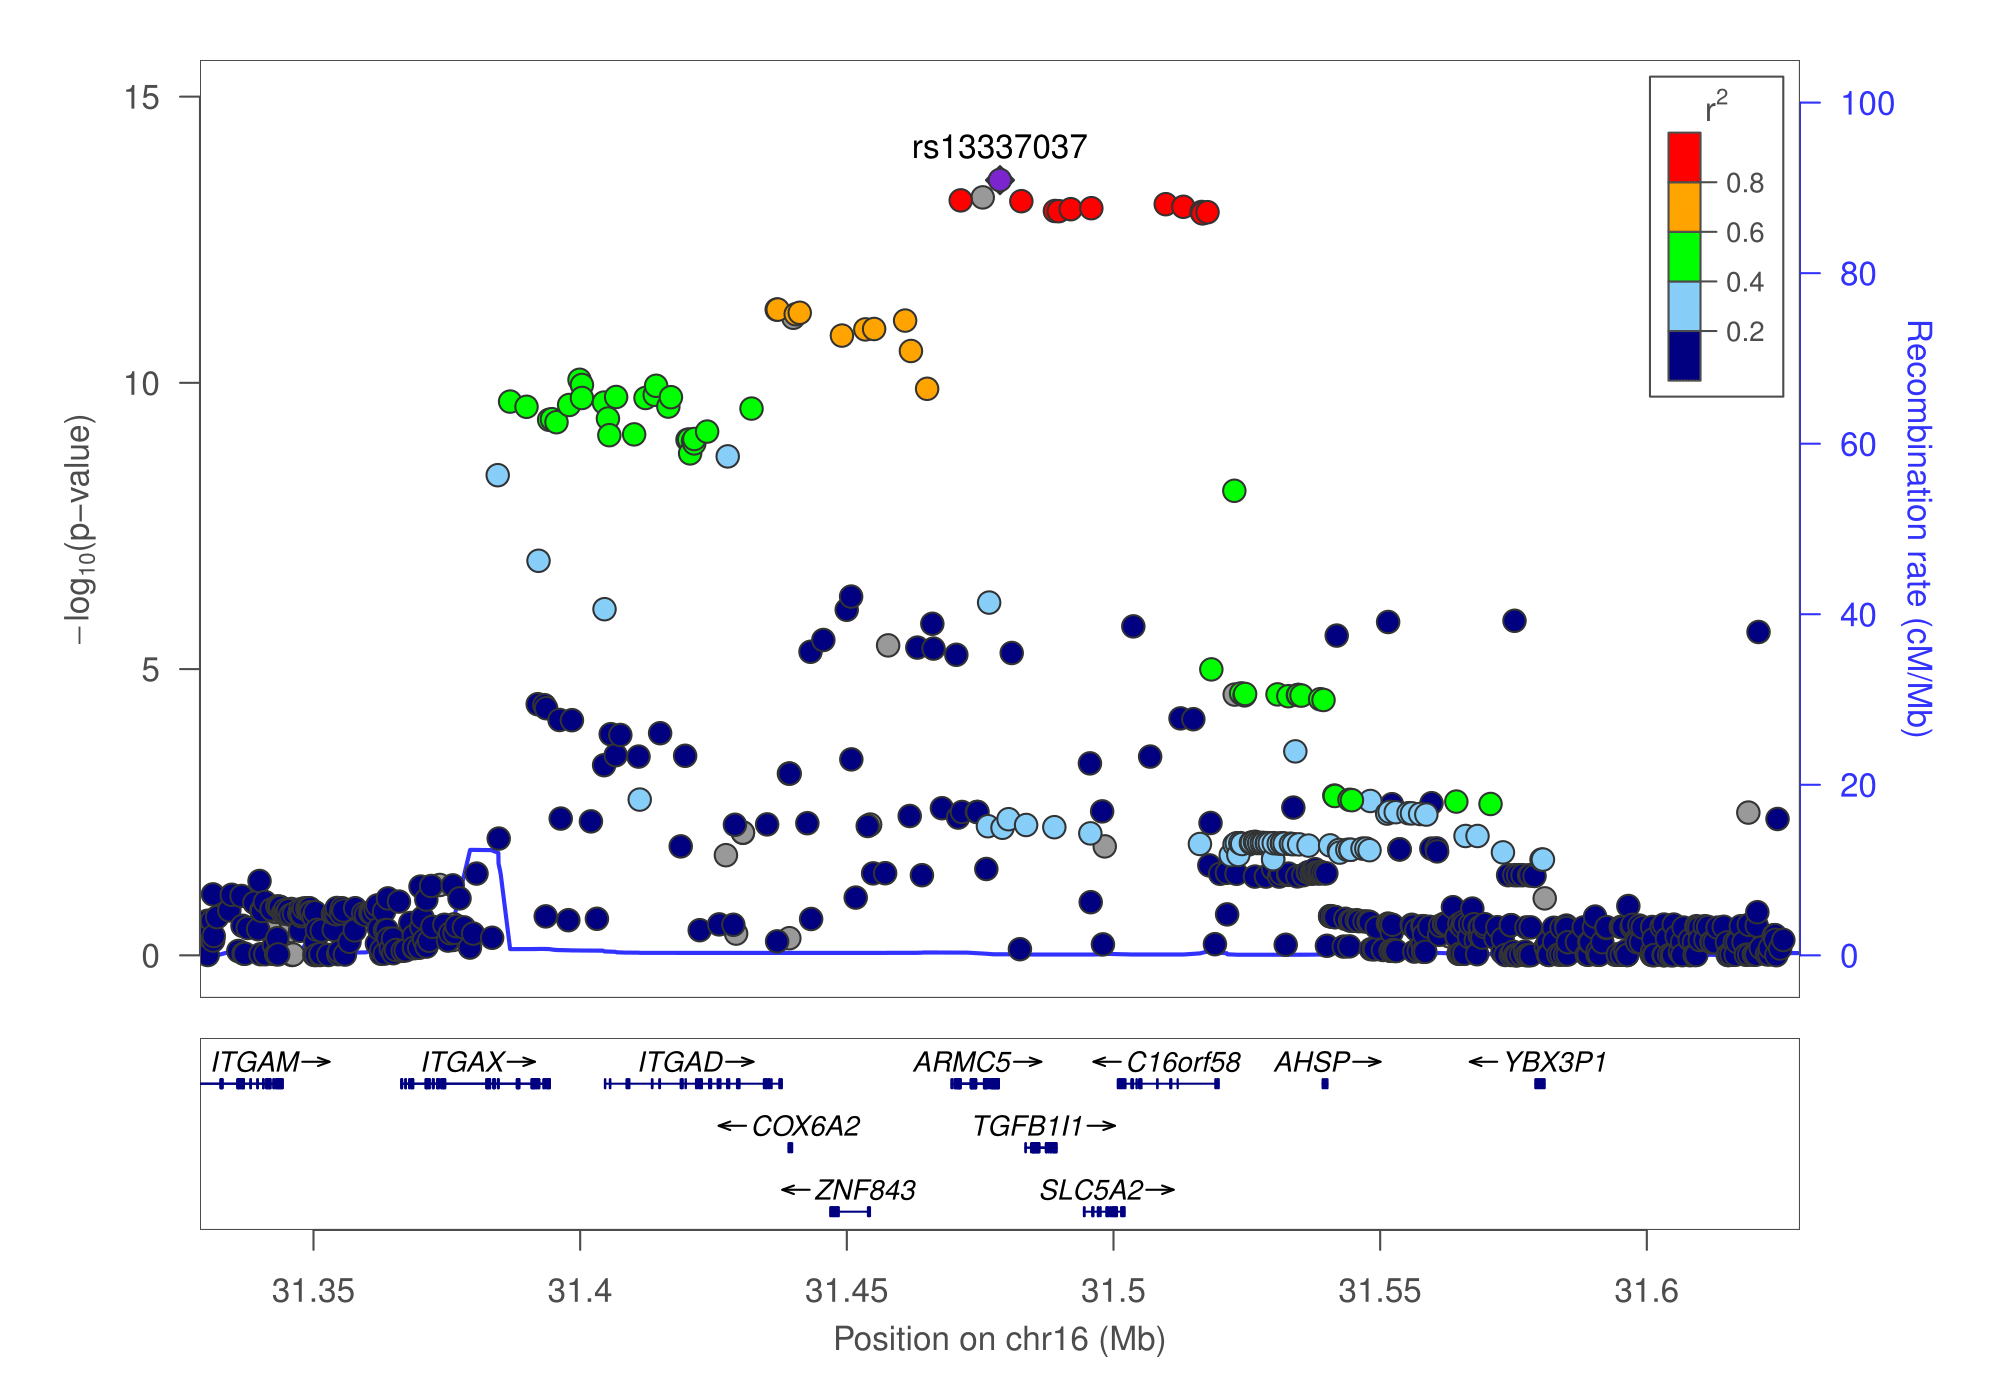 rs13337037
r2
0.8
0.6
0.4
0.2
15
10
5
0
−log10(p−value)
100
80
60
40
20
0
Recombination rate (cM/Mb)
ITGAM→ ITGAX→ ITGAD→ ARMC5→ ←C16orf58 AHSP→ ←YBX3P1
←COX6A2 TGFB1I1→
←ZNF843 SLC5A2→
31.35 31.4 31.45 31.5 31.55 31.6
Position on chr16 (Mb)